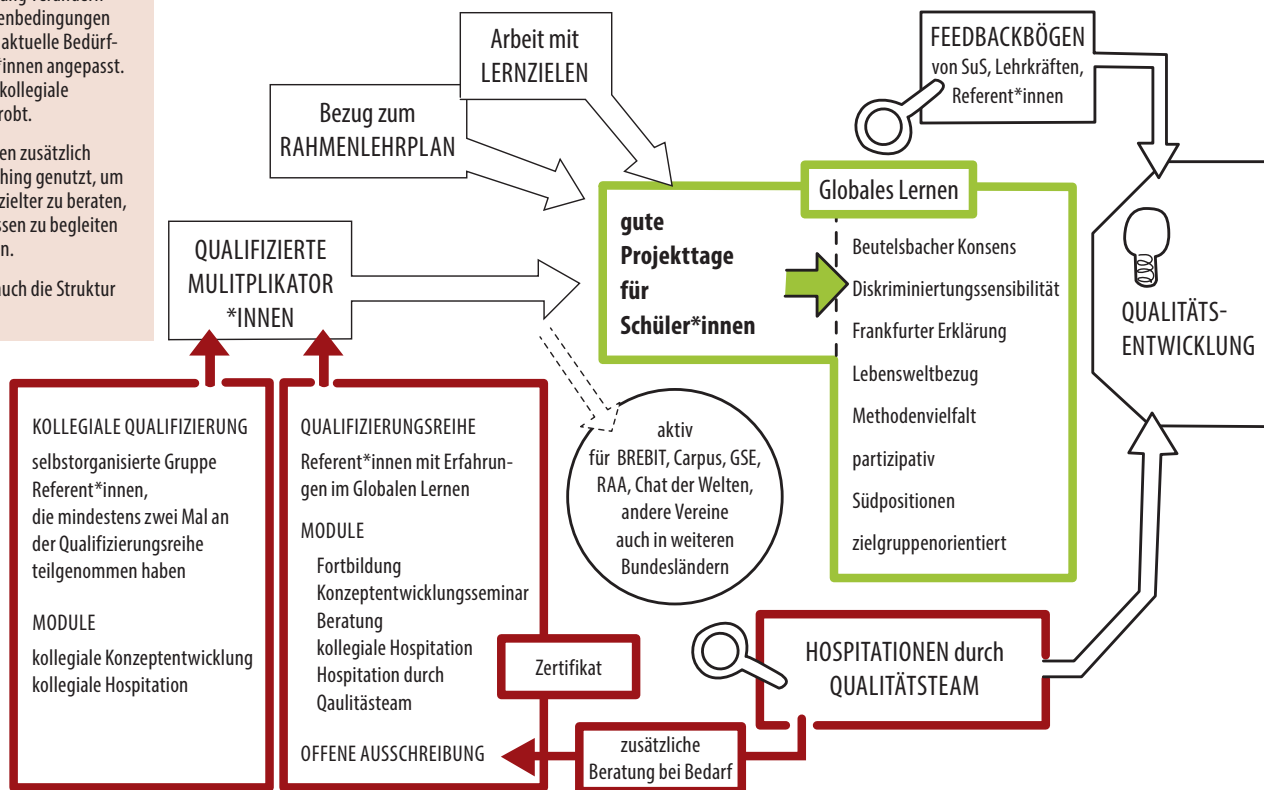 enbedingungen
aktuelle Bedürf-
*innen angepasst.
kollegiale
robt.
en zusätzlich
hing genutzt, um
zielter zu beraten,
ssen zu begleiten
n.
auch die Struktur
Arbeit mit
LERNZIELEN
Bezug zum
RAHMENLEHRPLAN
QUALIFIZIERTE
MULITPLIKATOR
*INNEN
FEEDBACKBÖGEN
von SuS, Lehrkräften,
Referent*innen
Globales Lernen
gute
Projekttage
für
Schüler*innen
Beutelsbacher Konsens
Diskriminiertungssensibilität
Frankfurter Erklärung
Lebensweltbezug
Methodenvielfalt
partizipativ
Südpositionen
zielgruppenorientiert
QUALITÄTS-
ENTWICKLUNG
KOLLEGIALE QUALIFIZIERUNG
selbstorganisierte Gruppe
Referent*innen,
die mindestens zwei Mal an
der Qualifizierungsreihe
teilgenommen haben
MODULE
kollegiale Konzeptentwicklung
kollegiale Hospitation
QUALIFIZIERUNGSREIHE
Referent*innen mit Erfahrun-
gen im Globalen Lernen
MODULE
Fortbildung
Konzeptentwicklungsseminar
Beratung
kollegiale Hospitation
Hospitation durch
Qaulitästeam
OFFENE AUSSCHREIBUNG
Zertifikat
aktiv
für BREBIT, Carpus, GSE,
RAA, Chat der Welten,
andere Vereine
auch in weiteren
Bundesländern
HOSPITATIONEN durch
QUALITÄTSTEAM
zusätzliche
Beratung bei Bedarf